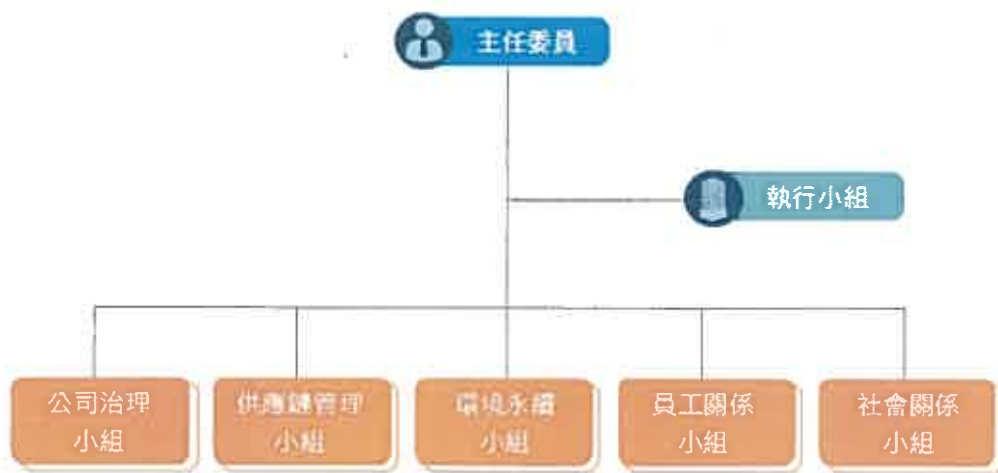 主任委員
執行小組
公司治理
小組
供應鏈管理
小組
環境永續
小組
員工關係
小組
社會關係
小組